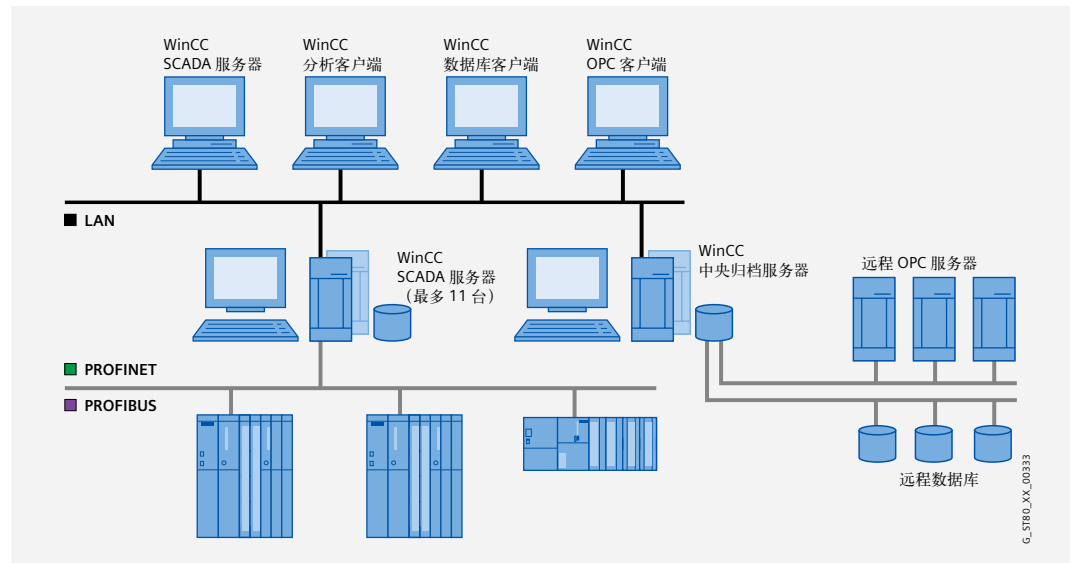 WinCC
SCADA 服务器
WinCC
分析客户端
WinCC
数据库客户端
WinCC
OPC 客户端
LAN
WinCC
SCADA 服务器
（最多 11 台）
WinCC
中央归档服务器
远程 OPC 服务器
PROFINET
PROFIBUS
远程数据库
G_ST80_XX_00333